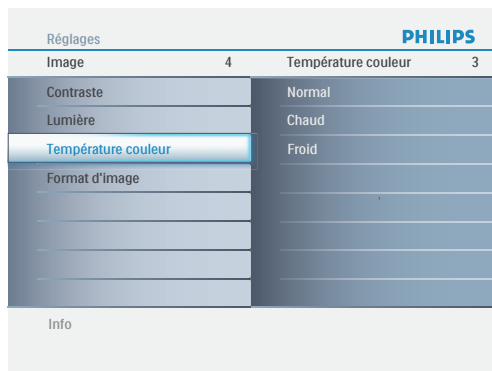 Réglages
PHILIPS
Image 4
Température couleur 3
Contraste
Normal
Lumière
Chaud
Température couleur
Froid
Format d'image
Info